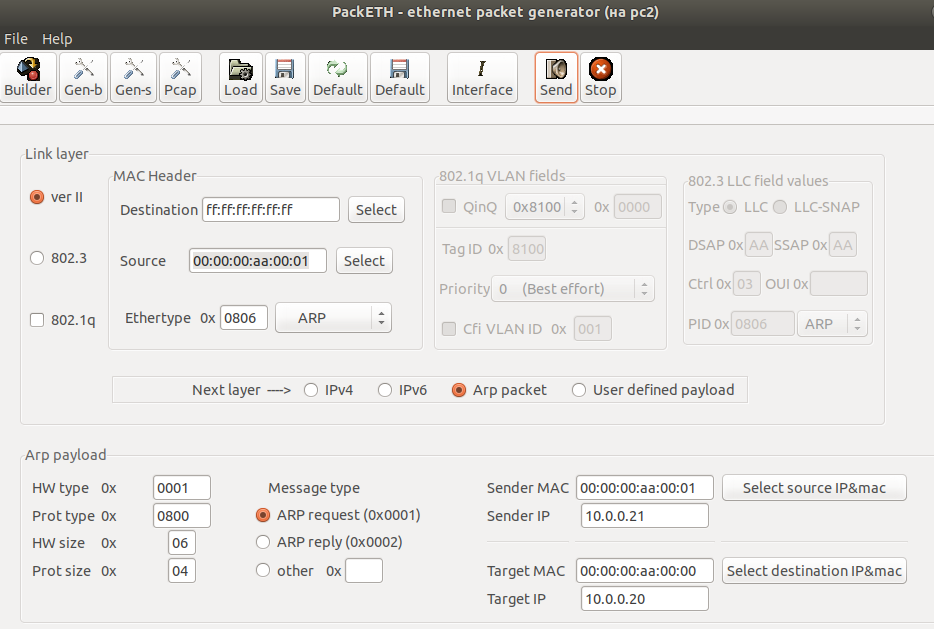 PackETH - ethernet packet generator (на pc2)
File Help
Builder Gen-b Gen-s Pcap Load Save Default Default Interface Send Stop
Link layer
ver II
802.3
802.1q
MAC Header
Destination ff:ff:ff:ff:ff:ff Select
Source 00:00:00:aa:00:01 Select
Ethertype 0x 0806 ARP
802.1q VLAN fields
QinQ 0x8100 0x 0000
Tag ID 0x 8100
Priority 0 (Best effort)
Cfi VLAN ID 0x 001
802.3 LLC field values
Type LLC LLC-SNAP
DSAP 0x AA SSAP 0x AA
Ctrl 0x 03 OUI 0x
PID 0x 0806 ARP
Next layer ----> IPv4 IPv6 Arp packet User defined payload
Arp payload
HW type 0x 0001
Prot type 0x 0800
HW size 0x 06
Prot size 0x 04
Message type
ARP request (0x0001)
ARP reply (0x0002)
other 0x
Sender MAC 00:00:00:aa:00:01 Select source IP&mac
Sender IP 10.0.0.21
Target MAC 00:00:00:aa:00:00 Select destination IP&mac
Target IP 10.0.0.20